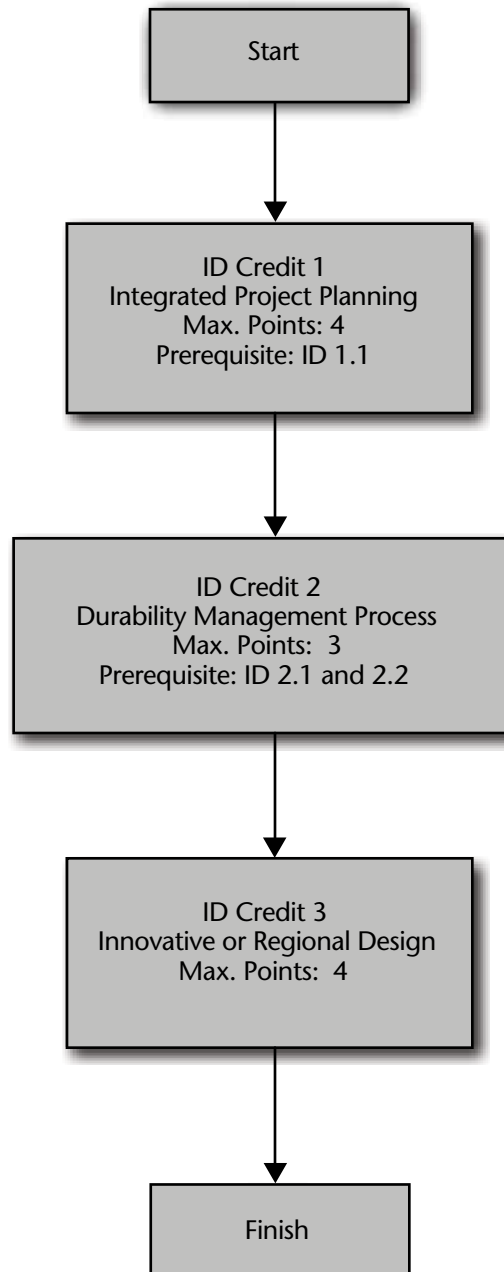 Start
ID Credit 1
Integrated Project Planning
Max. Points: 4
Prerequisite: ID 1.1
ID Credit 2
Durability Management Process
Max. Points:  3
Prerequisite: ID 2.1 and 2.2
ID Credit 3
Innovative or Regional Design
Max. Points:  4
Finish